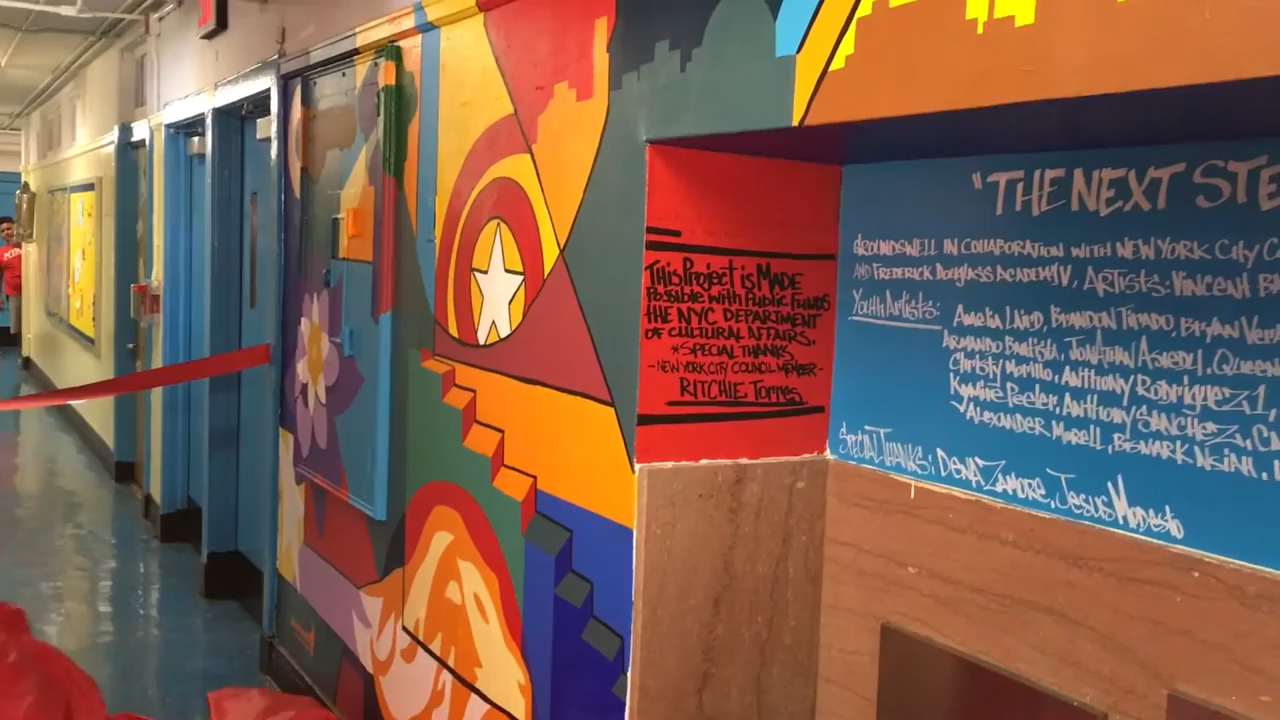 This Project is MADE
Possible with Public Funds
THE NYC DEPARTMENT
OF CULTURAL AFFAIRS.
*SPECIAL THANKS
-NEW YORK CITY COUNCIL MEMBER-
RITCHIE Torres
"THE NEXT STE
GROUNDSWELL IN COLLABORATION WITH NEW YORK CITY C
AND FREDERICK DOUGLASS ACADEMY V, ARTISTS: VINCENT B
Youth Artists:
Amelia Laird, BRANDON TIRADO, BRYAN
ARMANDO Bautista, JONATHAN ASIEDU, QUEEN
Christy Morillo, ANTHONY RODRIGUEZ 1,
Kymire Peeler, ANTHONY SANCHEZ,
ALEXANDER MORELL, BISMARK NSIAH,
SPECIAL THANKS: DENA ZAMORE, JESUS Modesto